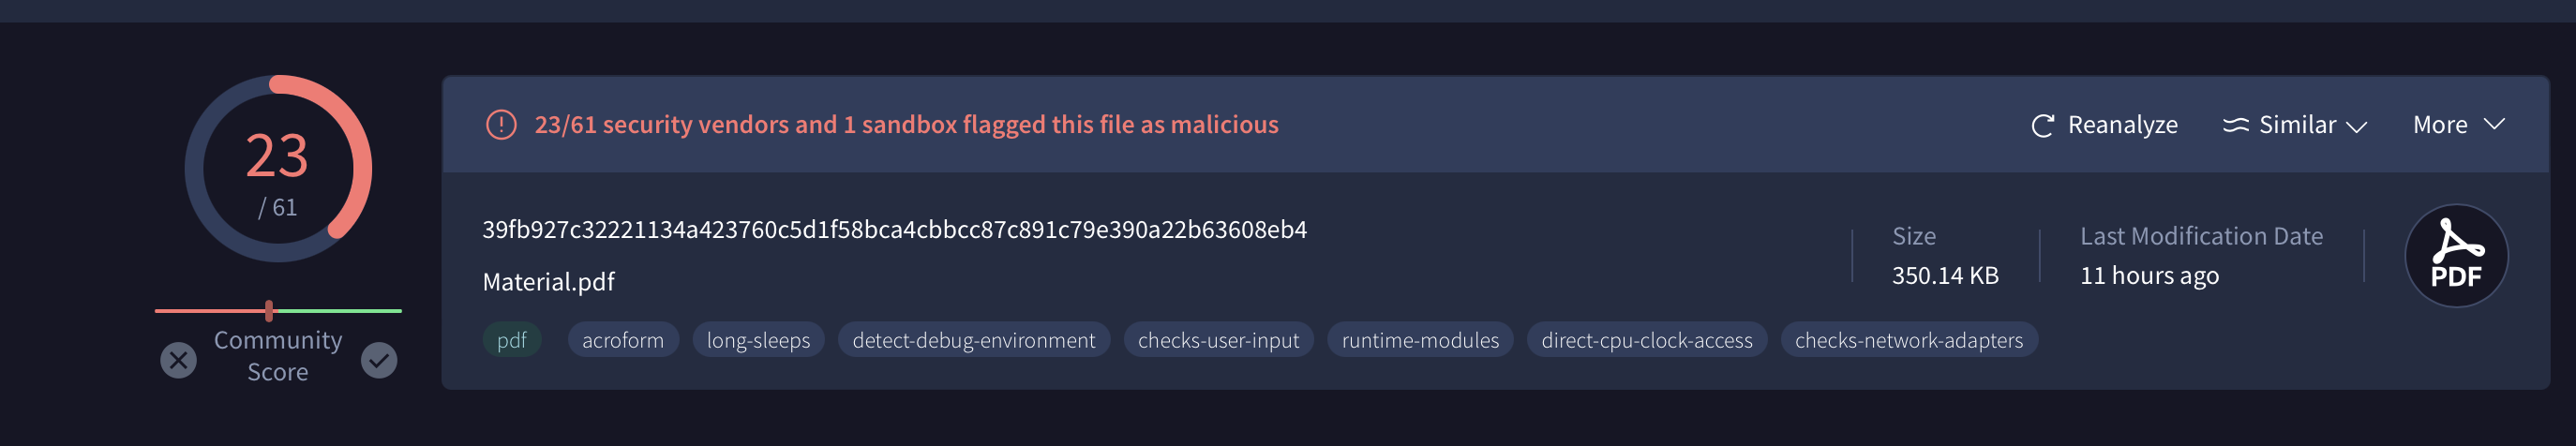 23
/ 61
Community
Score
23/61 security vendors and 1 sandbox flagged this file as malicious
Reanalyze Similar More
39fb927c32221134a423760c5d1f58bca4cbbcc87c891c79e390a22b63608eb4
Material.pdf
pdf acroform long-sleeps detect-debug-environment checks-user-input runtime-modules direct-cpu-clock-access checks-network-adapters
Size
350.14 KB
Last Modification Date
11 hours ago
PDF